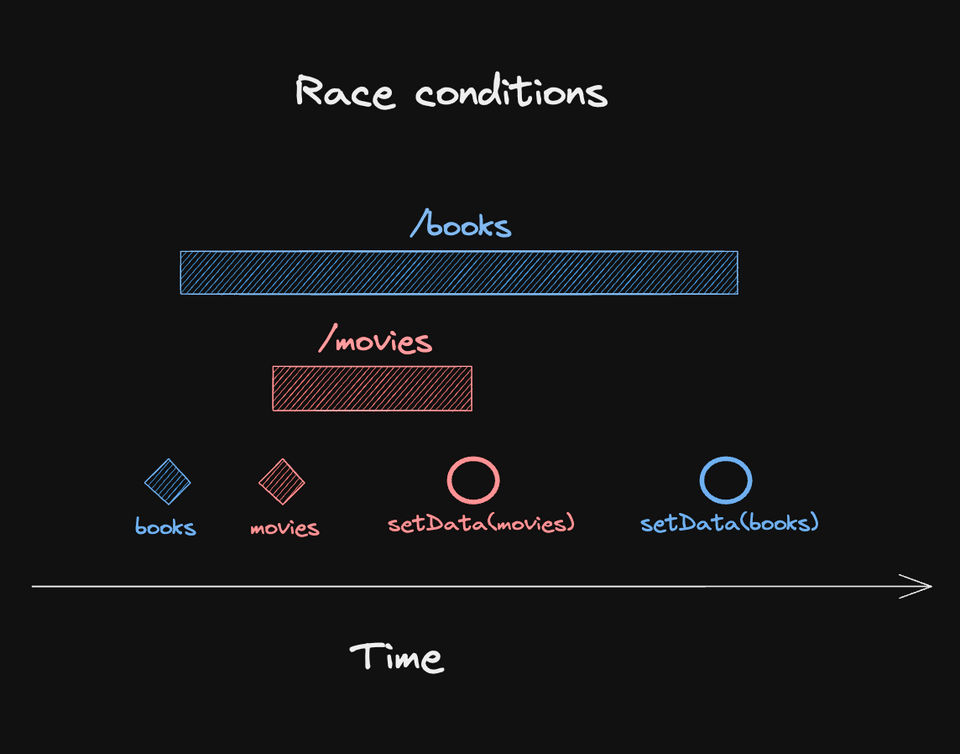 Race conditions
/books
/movies
books
movies
setData(movies)
setData(books)
Time